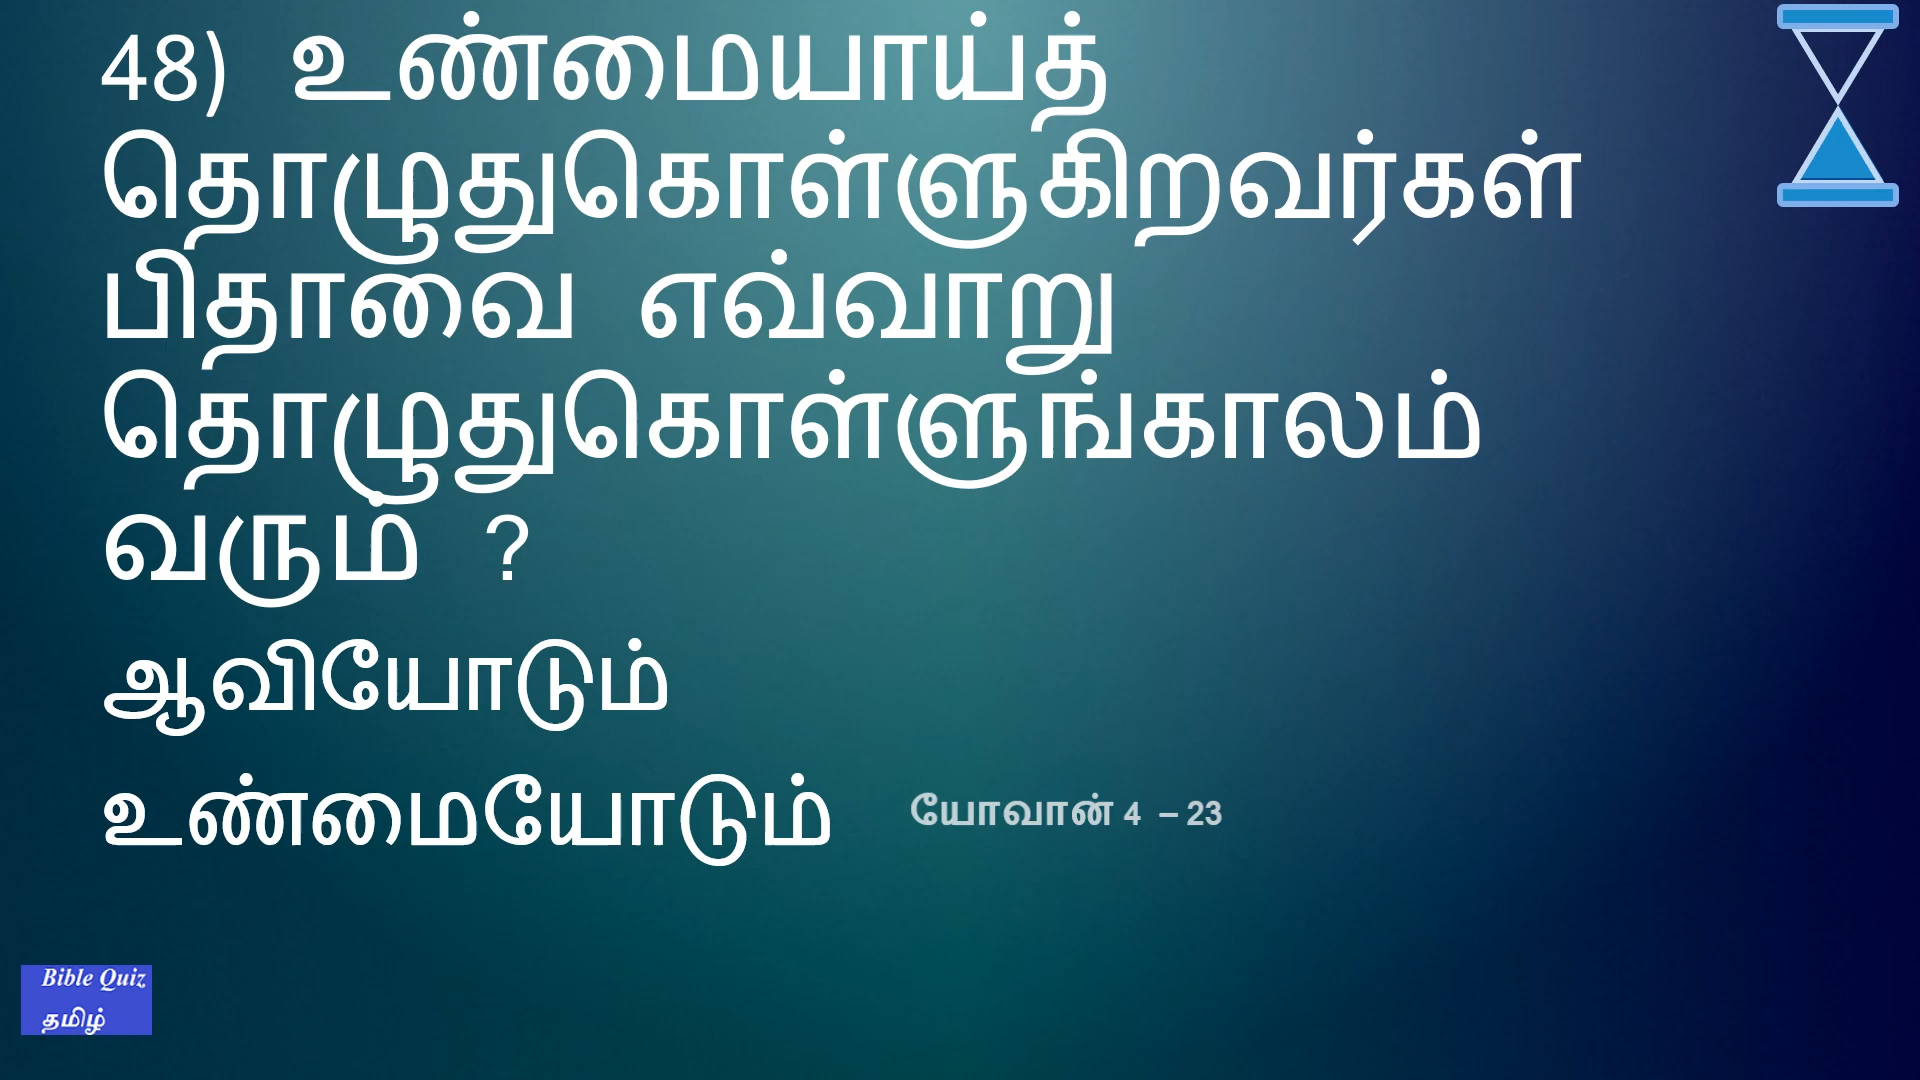 48) உண்மையாய்த்
தொழுதுகொள்ளுகிறவர்கள்
பிதாவை எவ்வாறு
தொழுதுகொள்ளுங்காலம்
வரும் ?
ஆவியோடும்
உண்மையோடும் யோவான் 4 – 23
Bible Quiz
தமிழ்